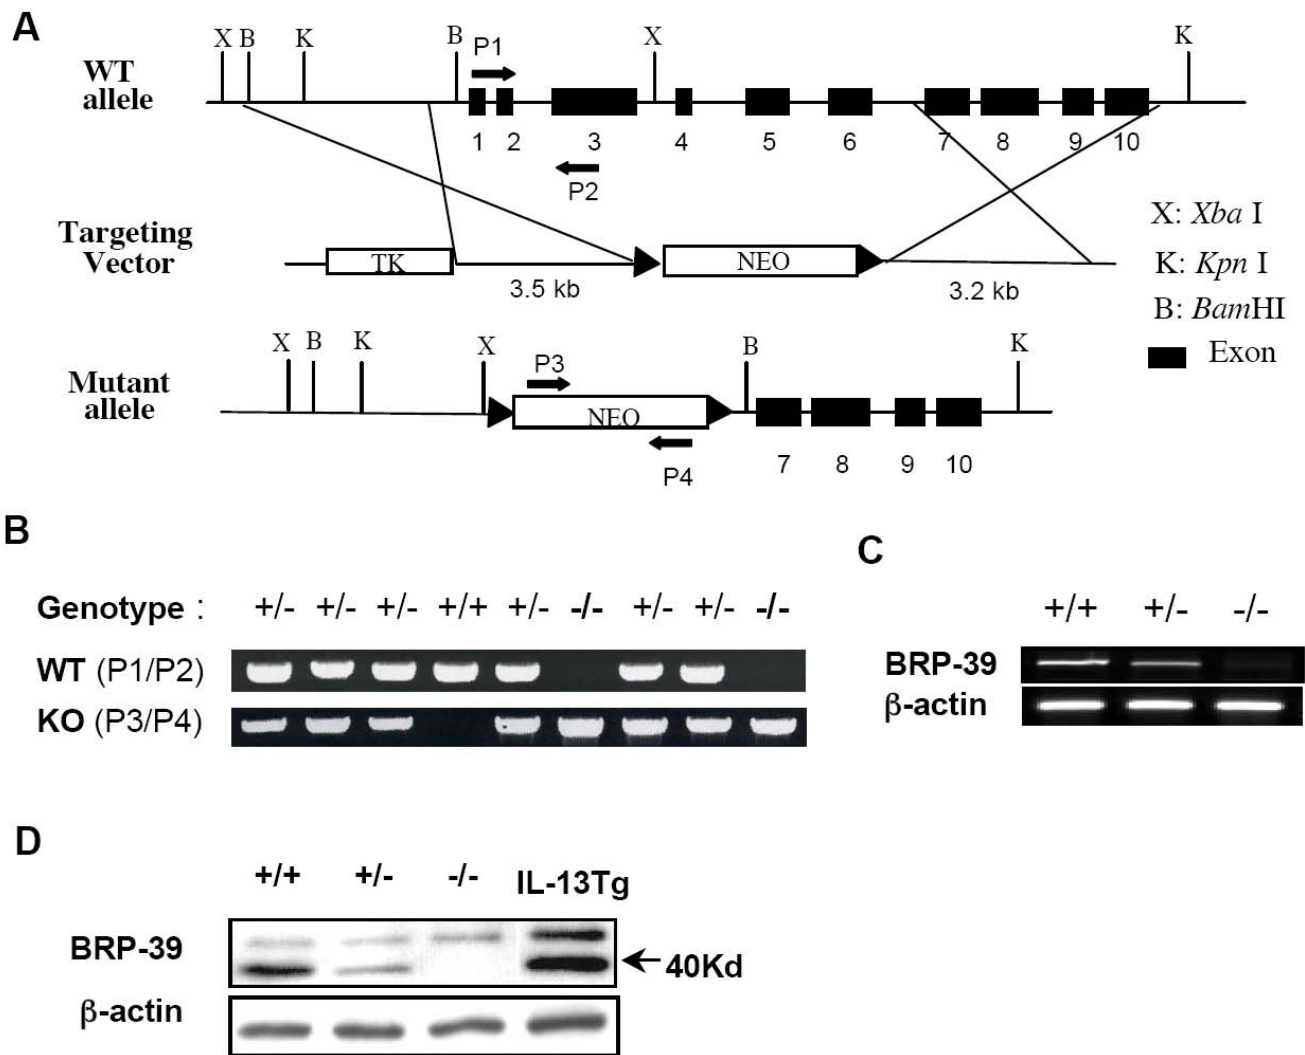 A
X B K B P1 X K
WT
allele
1 2 3 4 5 6 7 8 9 10
P2
X: Xba I
Targeting
Vector
TK NEO
K: Kpn I
3.5 kb 3.2 kb
B: BamHI
Exon
X B K X P3 B K
Mutant
allele
NEO
P4
7 8 9 10
B
Genotype : +/- +/- +/- +/+ +/- -/- +/- +/- -/-
WT (P1/P2)
KO (P3/P4)
C
+/+ +/- -/-
BRP-39
β-actin
D
+/+ +/- -/- IL-13Tg
BRP-39
40Kd
β-actin